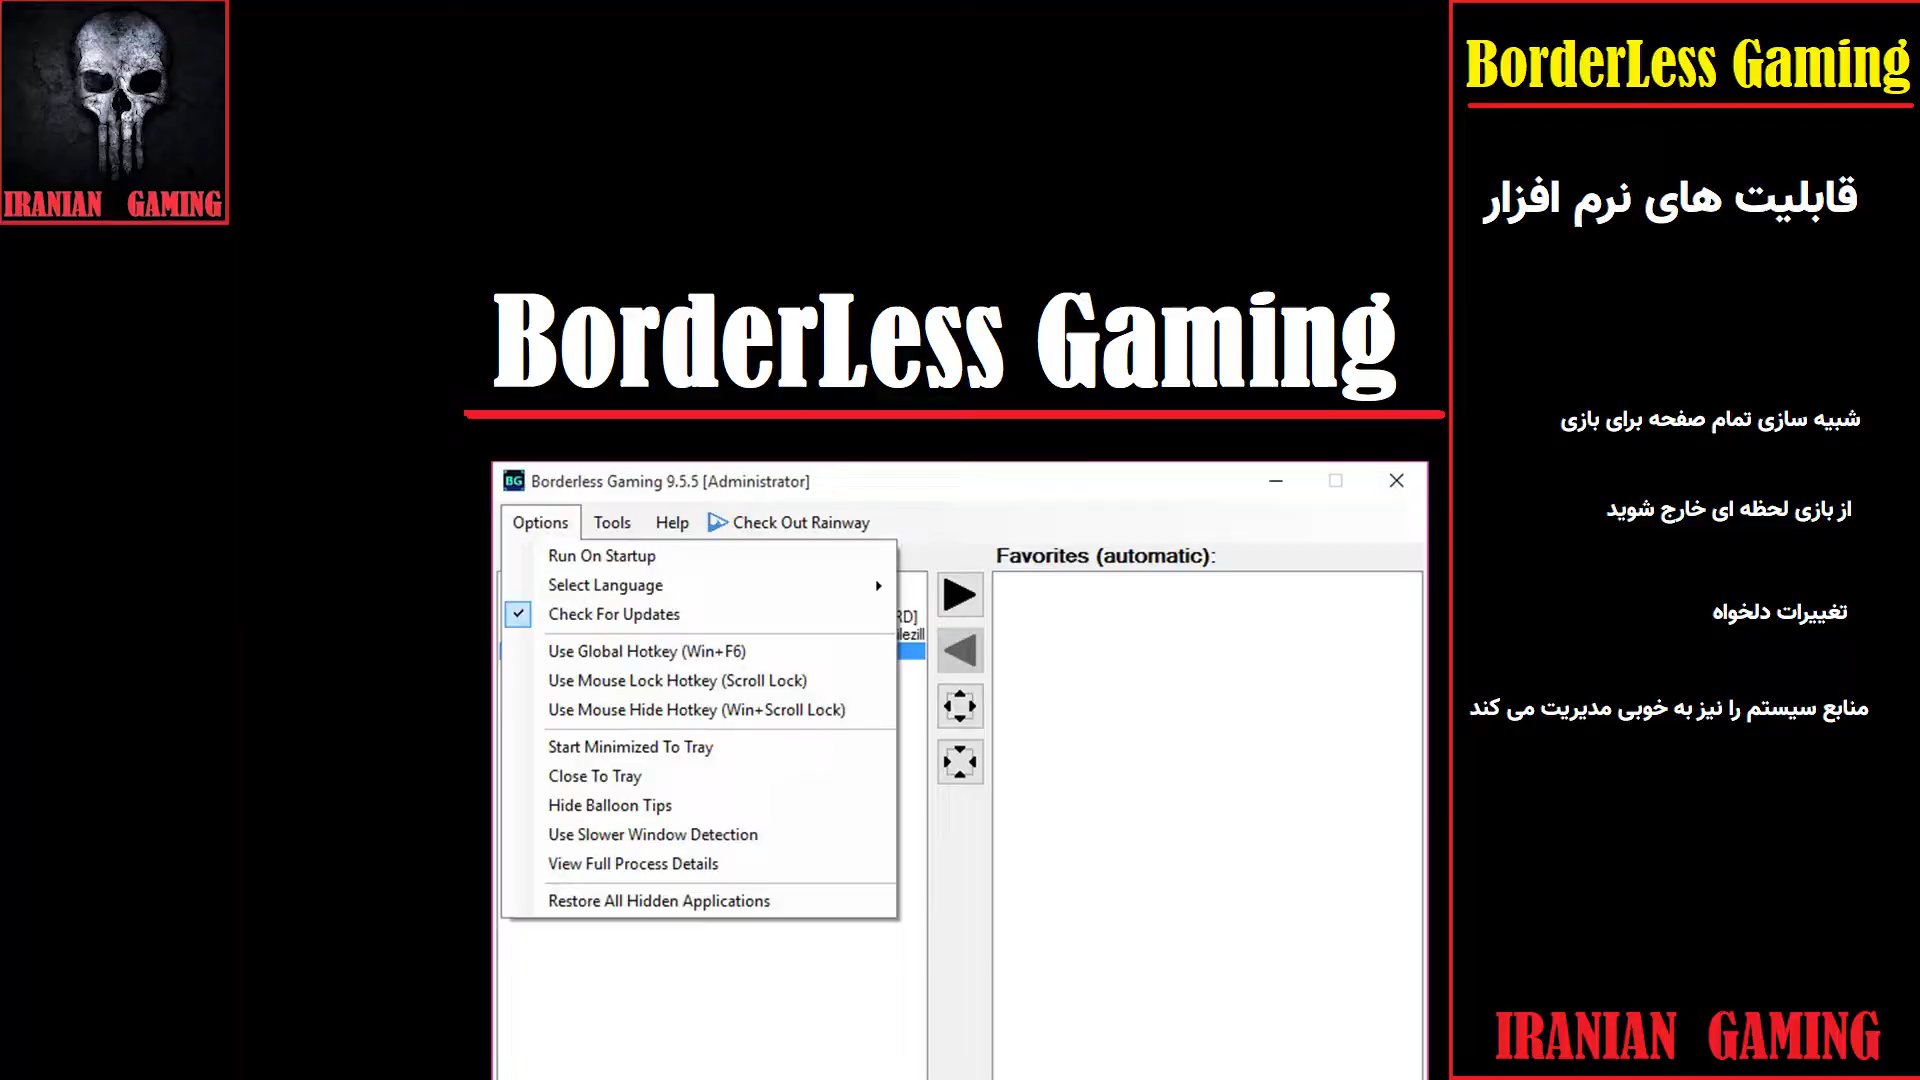 IRANIAN GAMING
BorderLess Gaming
BG Borderless Gaming 9.5.5 [Administrator]
Options Tools Help Check Out Rainway
Run On Startup
Select Language
Check For Updates
Use Global Hotkey (Win+F6)
Use Mouse Lock Hotkey (Scroll Lock)
Use Mouse Hide Hotkey (Win+Scroll Lock)
Start Minimized To Tray
Close To Tray
Hide Balloon Tips
Use Slower Window Detection
View Full Process Details
Restore All Hidden Applications
Favorites (automatic):
BorderLess Gaming
قابلیت های نرم افزار
شبیه سازی تمام صفحه برای بازی
از بازی لحظه ای خارج شوید
تغییرات دلخواه
منابع سیستم را نیز به خوبی مدیریت می کند
IRANIAN GAMING